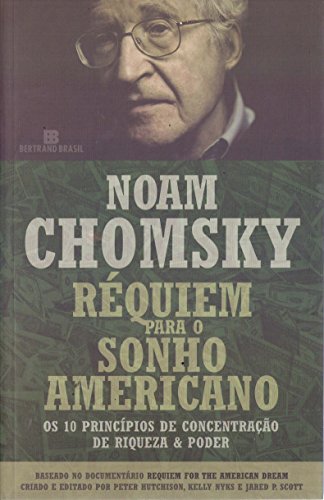 BB
BERTRAND BRASIL
NOAM
CHOMSKY
RÉQUIEM
PARA O
SONHO
AMERICANO
OS 10 PRINCÍPIOS DE CONCENTRAÇÃO
DE RIQUEZA & PODER
BASEADO NO DOCUMENTÁRIO REQUIEM FOR THE AMERICAN DREAM
CRIADO E EDITADO POR PETER HUTCHISON, KELLY NYKS E JARED P. SCOTT